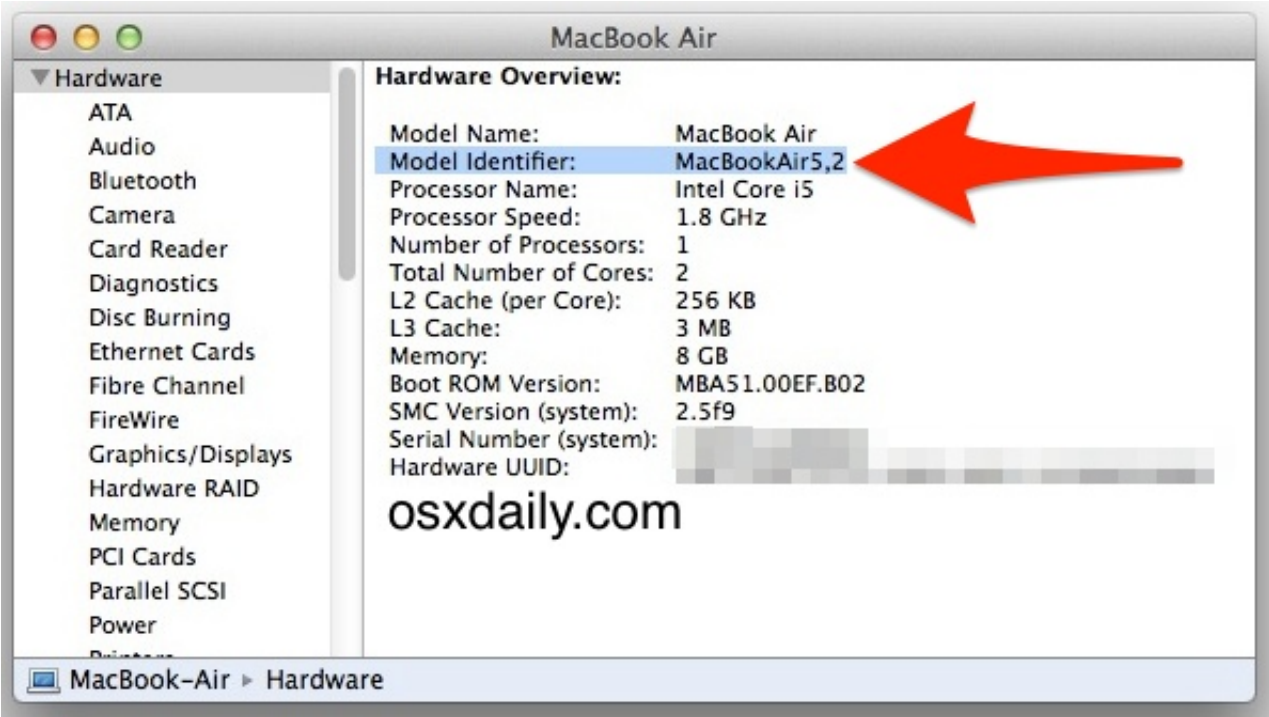 MacBook Air
Hardware
ATA
Audio
Bluetooth
Camera
Card Reader
Diagnostics
Disc Burning
Ethernet Cards
Fibre Channel
FireWire
Graphics/Displays
Hardware RAID
Memory
PCI Cards
Parallel SCSI
Power
Hardware Overview:
Model Name: MacBook Air
Model Identifier: MacBookAir5,2
Processor Name: Intel Core i5
Processor Speed: 1.8 GHz
Number of Processors: 1
Total Number of Cores: 2
L2 Cache (per Core): 256 KB
L3 Cache: 3 MB
Memory: 8 GB
Boot ROM Version: MBA51.00EF.B02
SMC Version (system): 2.5f9
Serial Number (system):
Hardware UUID:
osxdaily.com
MacBook-Air ▸ Hardware